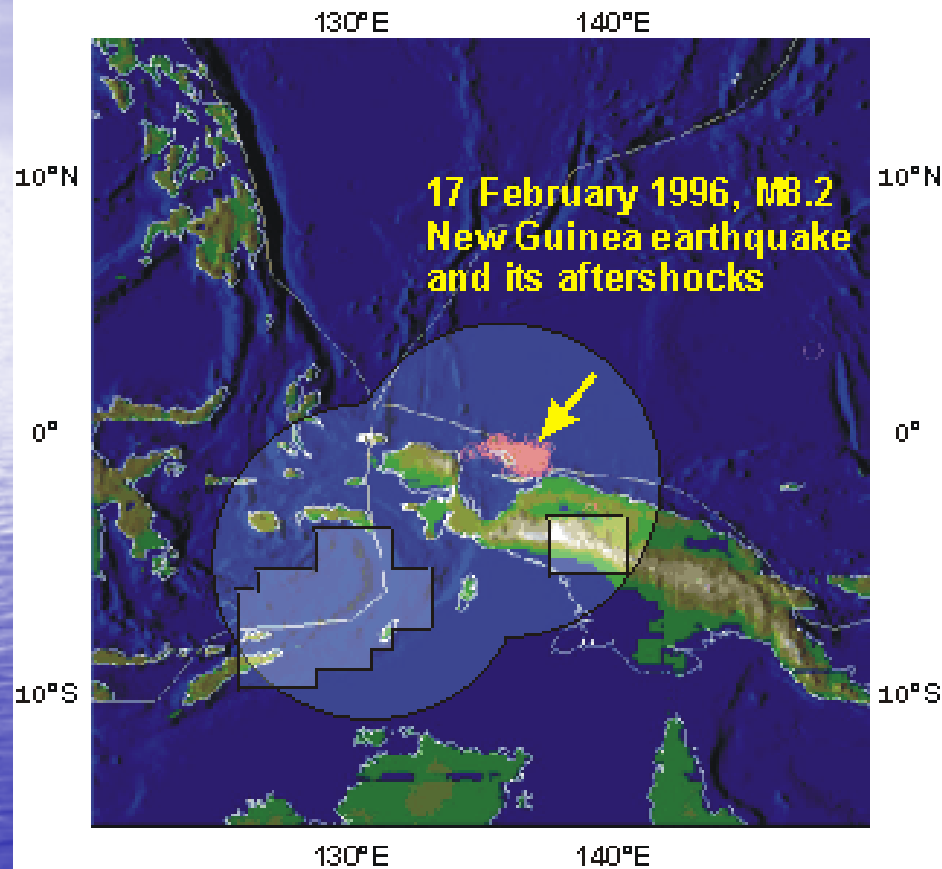 130°E 140°E
10°N 10°N
17 February 1996, M8.2
New Guinea earthquake
and its aftershocks
0° 0°
10°S 10°S
130°E 140°E